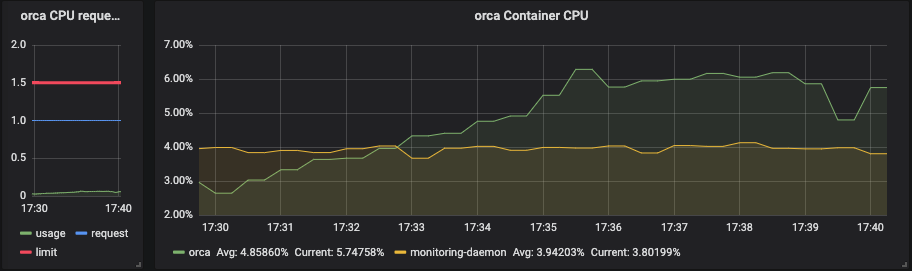 orca CPU reque...
2.0
1.5
1.0
0.5
0
17:30 17:40
usage request
limit
orca Container CPU
7.00%
6.00%
5.00%
4.00%
3.00%
2.00%
17:30 17:31 17:32 17:33 17:34 17:35 17:36 17:37 17:38 17:39 17:40
orca Avg: 4.85860% Current: 5.74758% monitoring-daemon Avg: 3.94203% Current: 3.80199%